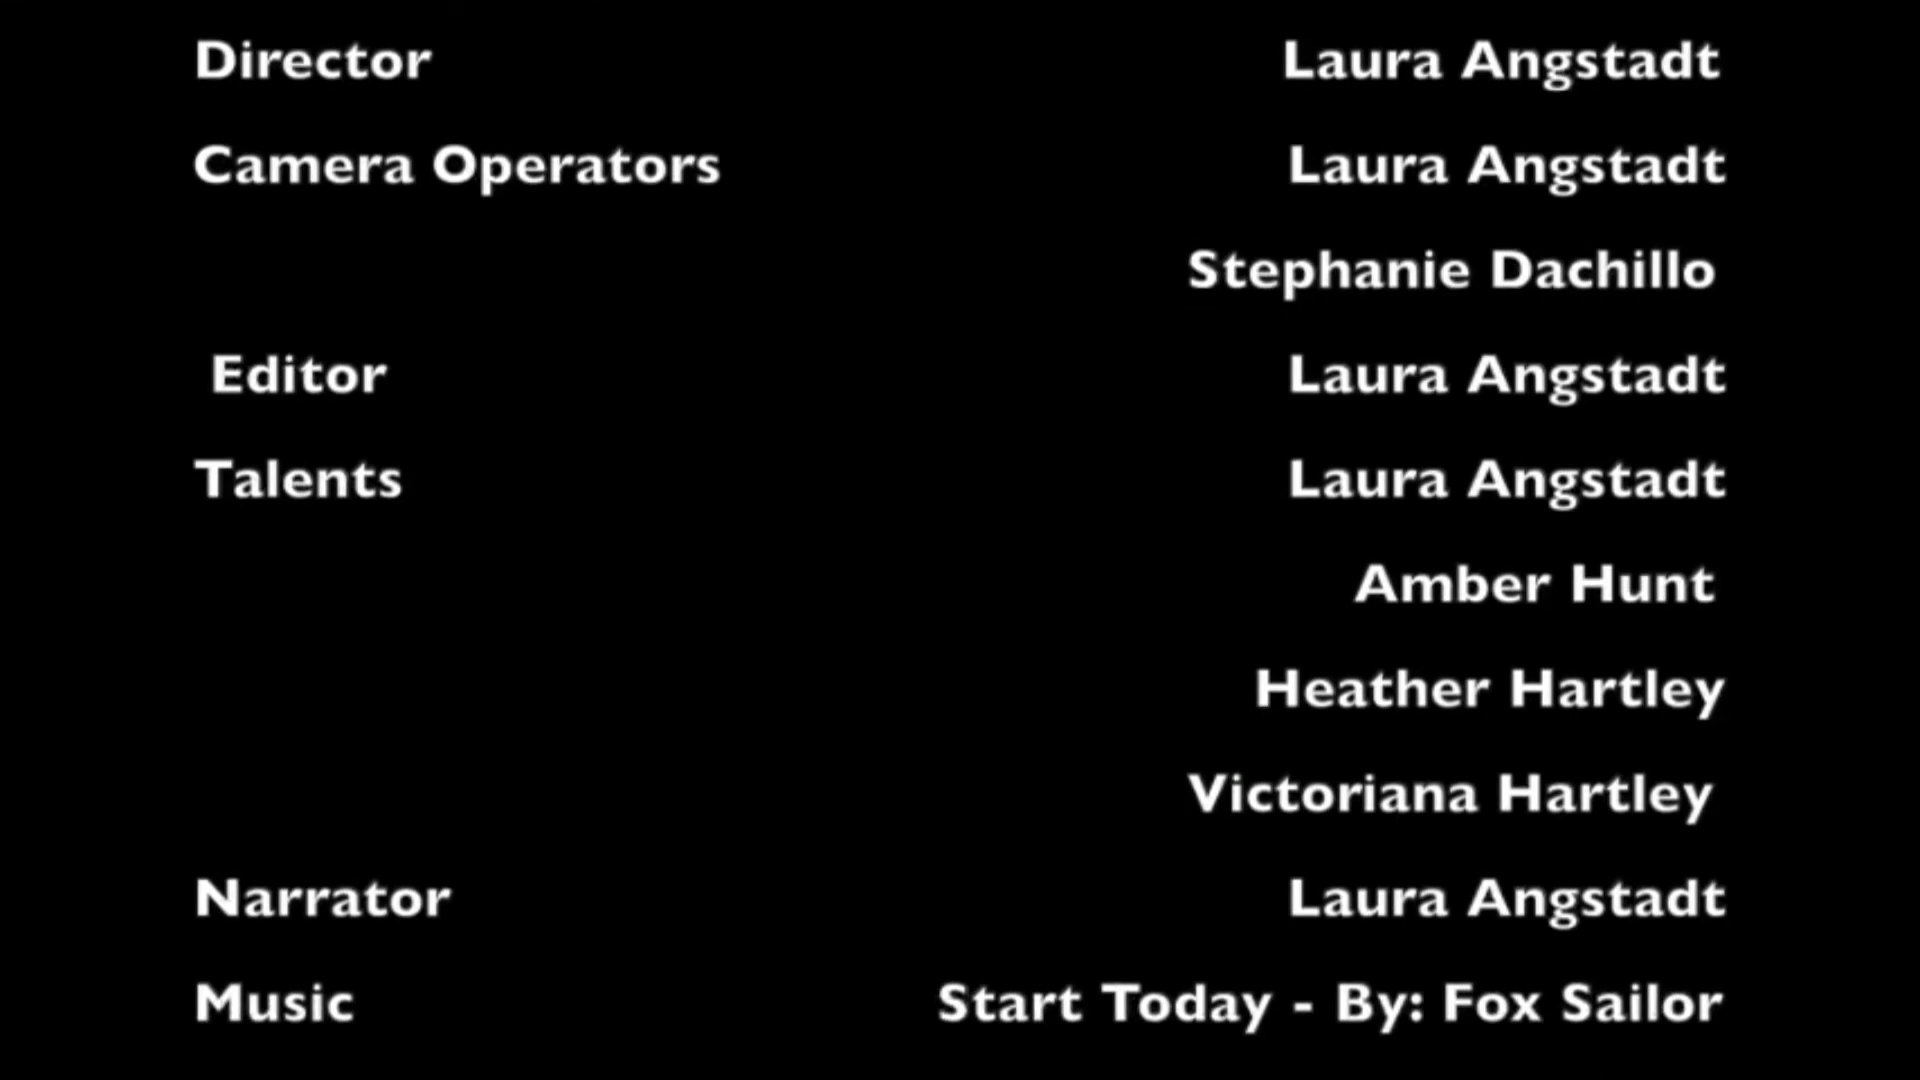 Director Laura Angstadt
Camera Operators Laura Angstadt
Stephanie Dachillo
Editor Laura Angstadt
Talents Laura Angstadt
Amber Hunt
Heather Hartley
Victoriana Hartley
Narrator Laura Angstadt
Music Start Today - By: Fox Sailor